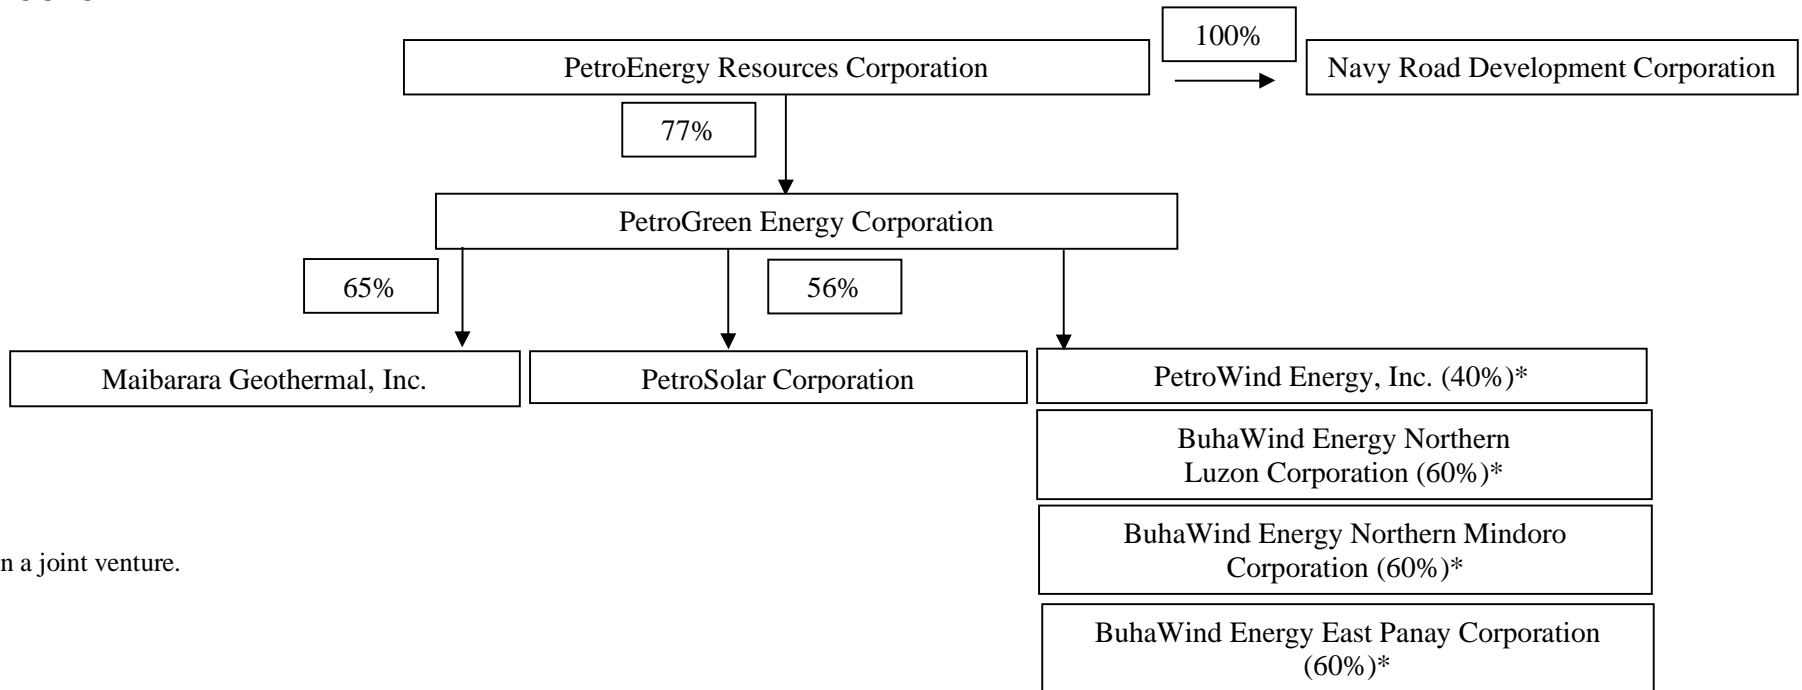 100%
PetroEnergy Resources Corporation
Navy Road Development Corporation
77%
PetroGreen Energy Corporation
65%
56%
Maibarara Geothermal, Inc.
PetroSolar Corporation
PetroWind Energy, Inc. (40%)*
BuhaWind Energy Northern
Luzon Corporation (60%)*
BuhaWind Energy Northern Mindoro
Corporation (60%)*
n a joint venture.
BuhaWind Energy East Panay Corporation
(60%)*